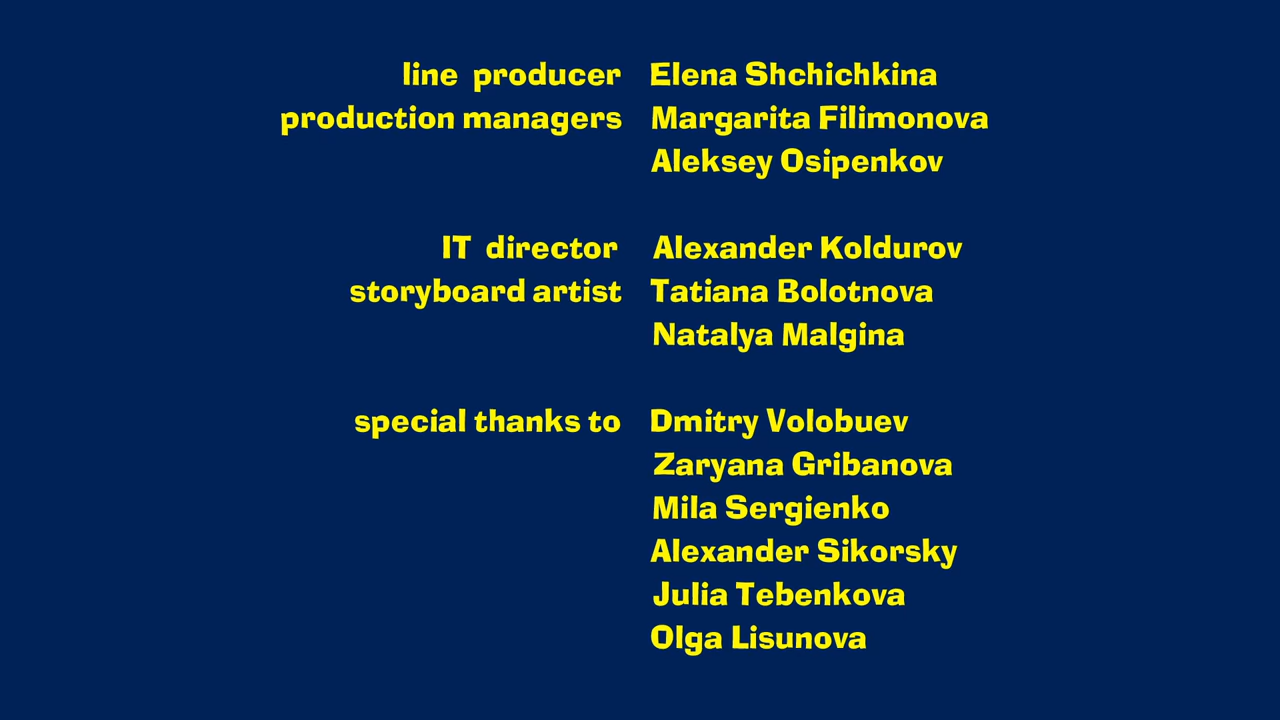 line producer Elena Shchichkina
production managers Margarita Filimonova
Aleksey Osipenkov
IT director Alexander Koldurov
storyboard artist Tatiana Bolotnova
Natalya Malgina
special thanks to Dmitry Volobuev
Zaryana Gribanova
Mila Sergienko
Alexander Sikorsky
Julia Tebenkova
Olga Lisunova